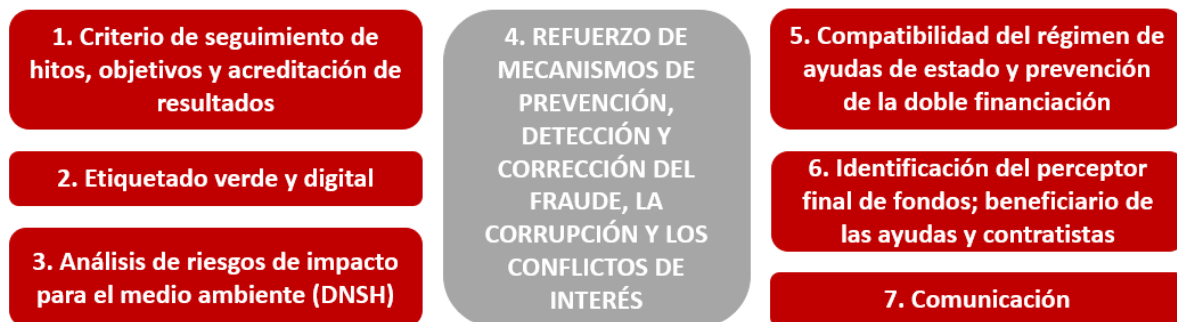 1. Criterio de seguimiento de
hitos, objetivos y acreditación de
resultados
2. Etiquetado verde y digital
3. Análisis de riesgos de impacto
para el medio ambiente (DNSH)
4. REFUERZO DE
MECANISMOS DE
PREVENCIÓN,
DETECCIÓN Y
CORRECCIÓN DEL
FRAUDE, LA
CORRUPCIÓN Y LOS
CONFLICTOS DE
INTERÉS
5. Compatibilidad del régimen de
ayudas de estado y prevención
de la doble financiación
6. Identificación del perceptor
final de fondos; beneficiario de
las ayudas y contratistas
7. Comunicación